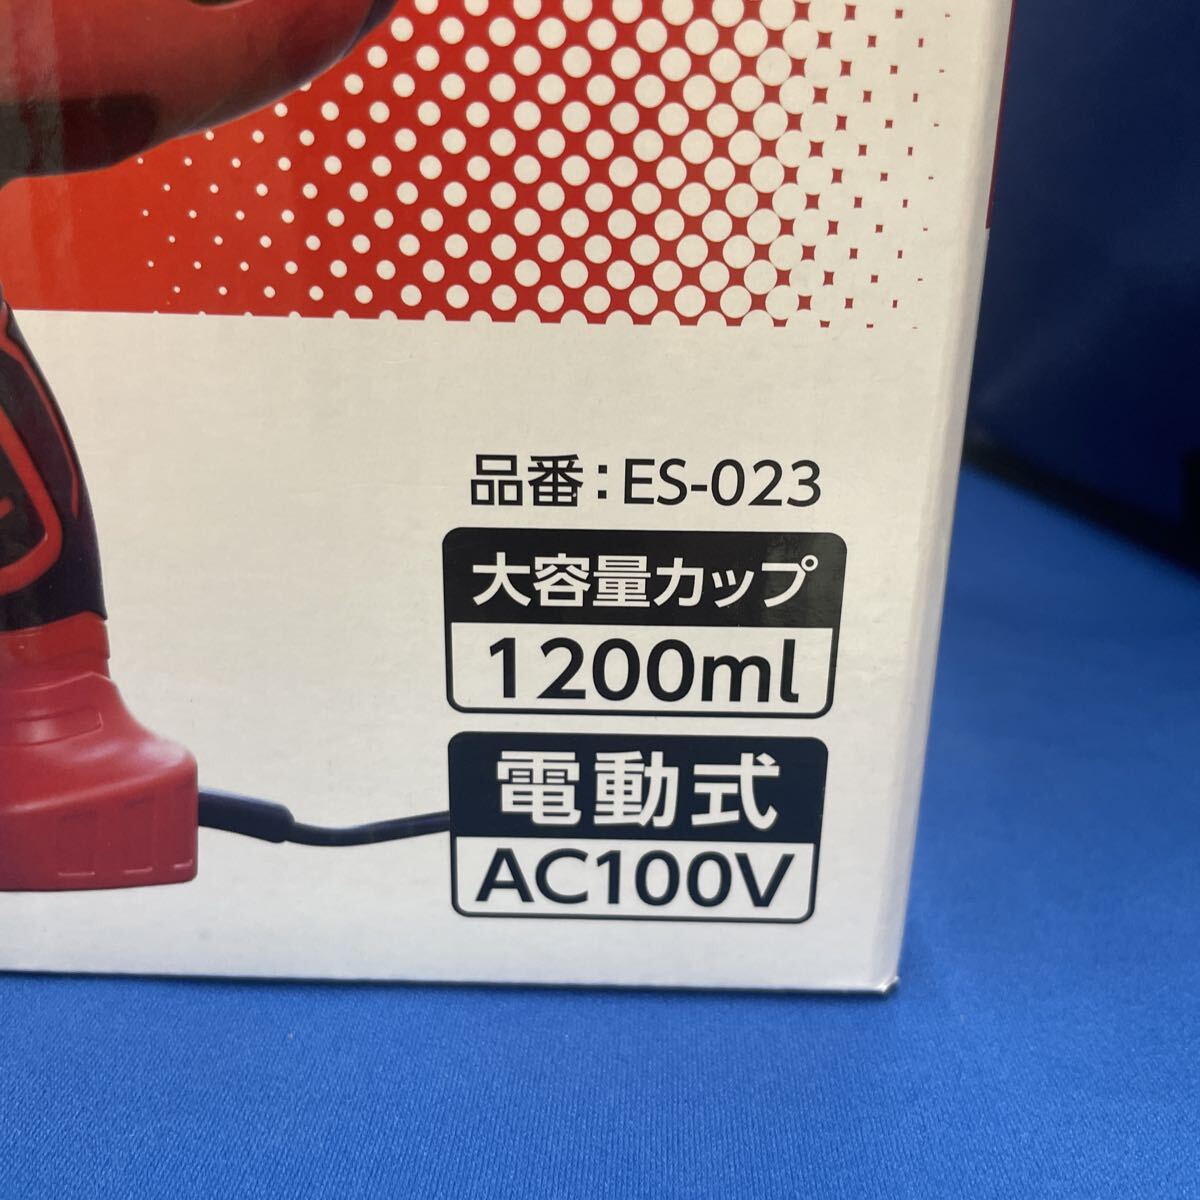 品番：ES-023
大容量カップ
1200ml
電動式
AC100V